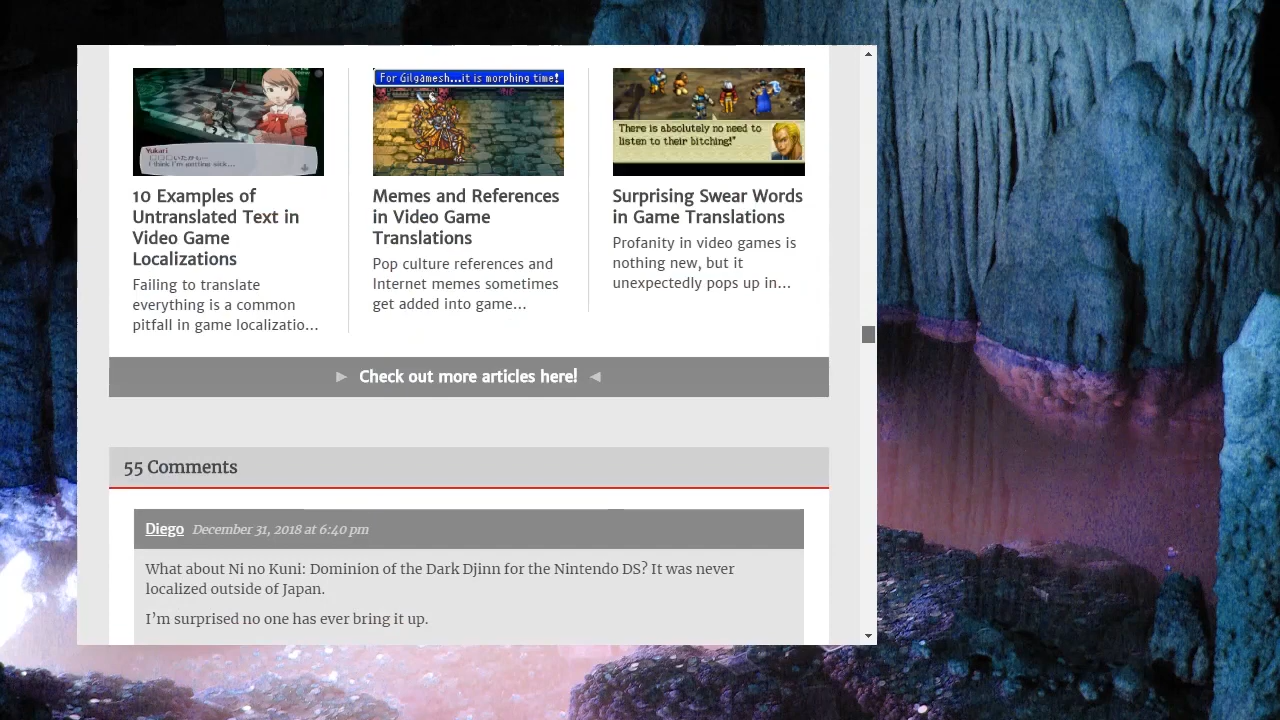 Yukari
I think I'm getting sick...
10 Examples of
Untranslated Text in
Video Game
Localizations
Failing to translate
everything is a common
pitfall in game localizatio...
For Gilgamesh...it is morphing time!
Memes and References
in Video Game
Translations
Pop culture references and
Internet memes sometimes
get added into game...
There is absolutely no need to
listen to their bitching!"
Surprising Swear Words
in Game Translations
Profanity in video games is
nothing new, but it
unexpectedly pops up in...
► Check out more articles here! ◄
55 Comments
Diego December 31, 2018 at 6:40 pm
What about Ni no Kuni: Dominion of the Dark Djinn for the Nintendo DS? It was never
localized outside of Japan.
I'm surprised no one has ever bring it up.